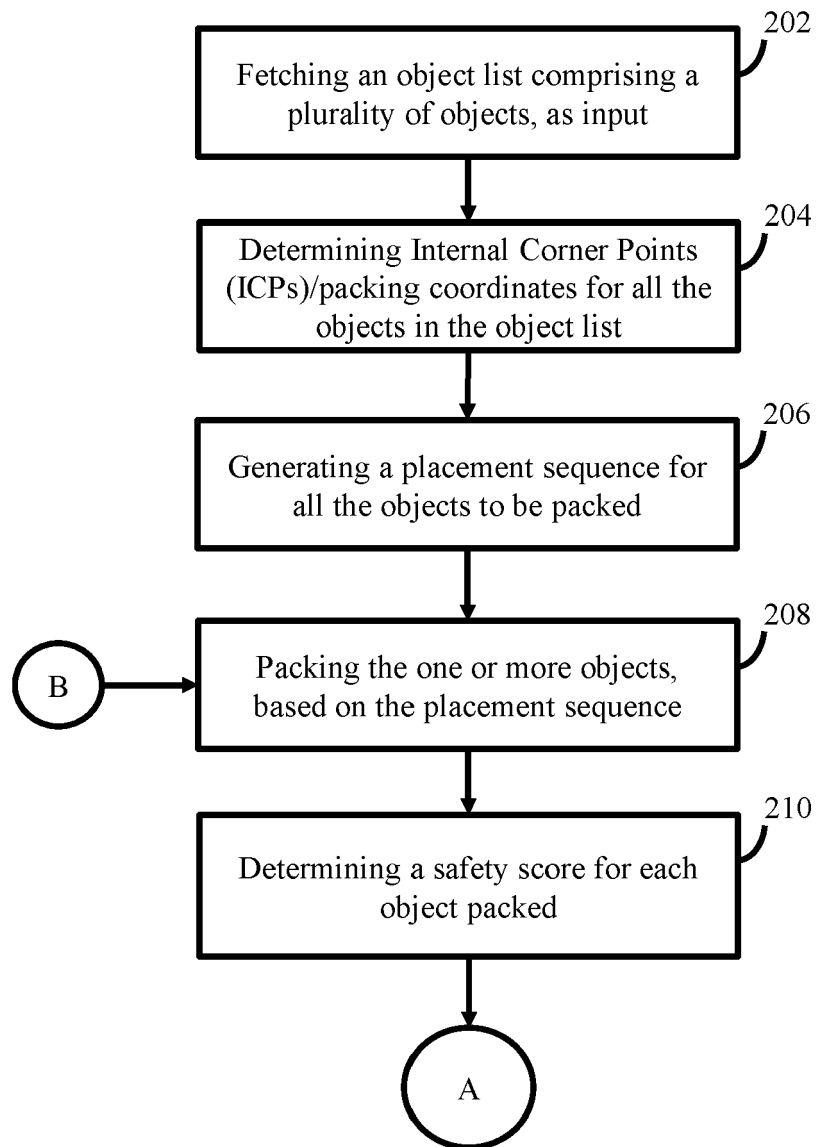 202
Fetching an object list comprising a
plurality of objects, as input
204
Determining Internal Corner Points
(ICPs)/packing coordinates for all the
objects in the object list
206
Generating a placement sequence for
all the objects to be packed
208
B
Packing the one or more objects,
based on the placement sequence
210
Determining a safety score for each
object packed
A